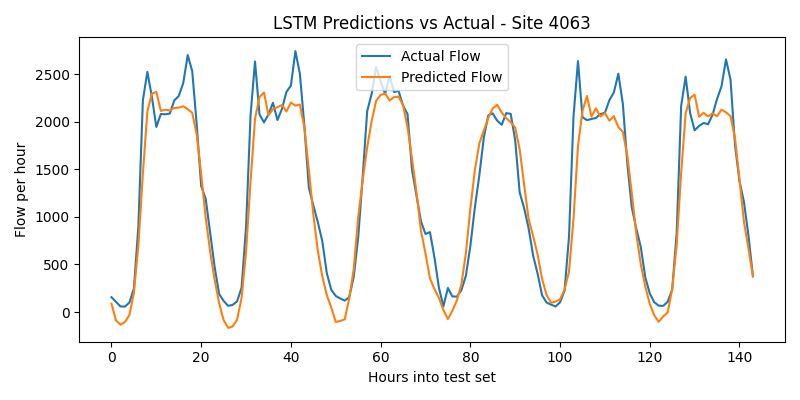 LSTM Predictions vs Actual - Site 4063
Actual Flow
Predicted Flow
Flow per hour
2500
2000
1500
1000
500
0
0 20 40 60 80 100 120 140
Hours into test set